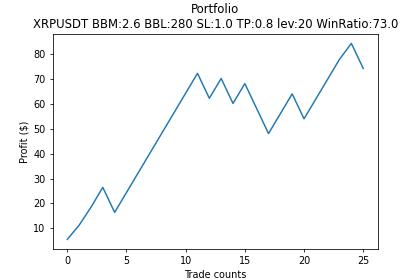 Portfolio
XRPUSDT BBM:2.6 BBL:280 SL:1.0 TP:0.8 lev:20 WinRatio:73.0
80
70
60
50
40
30
20
10
Profit ($)
0 5 10 15 20 25
Trade counts